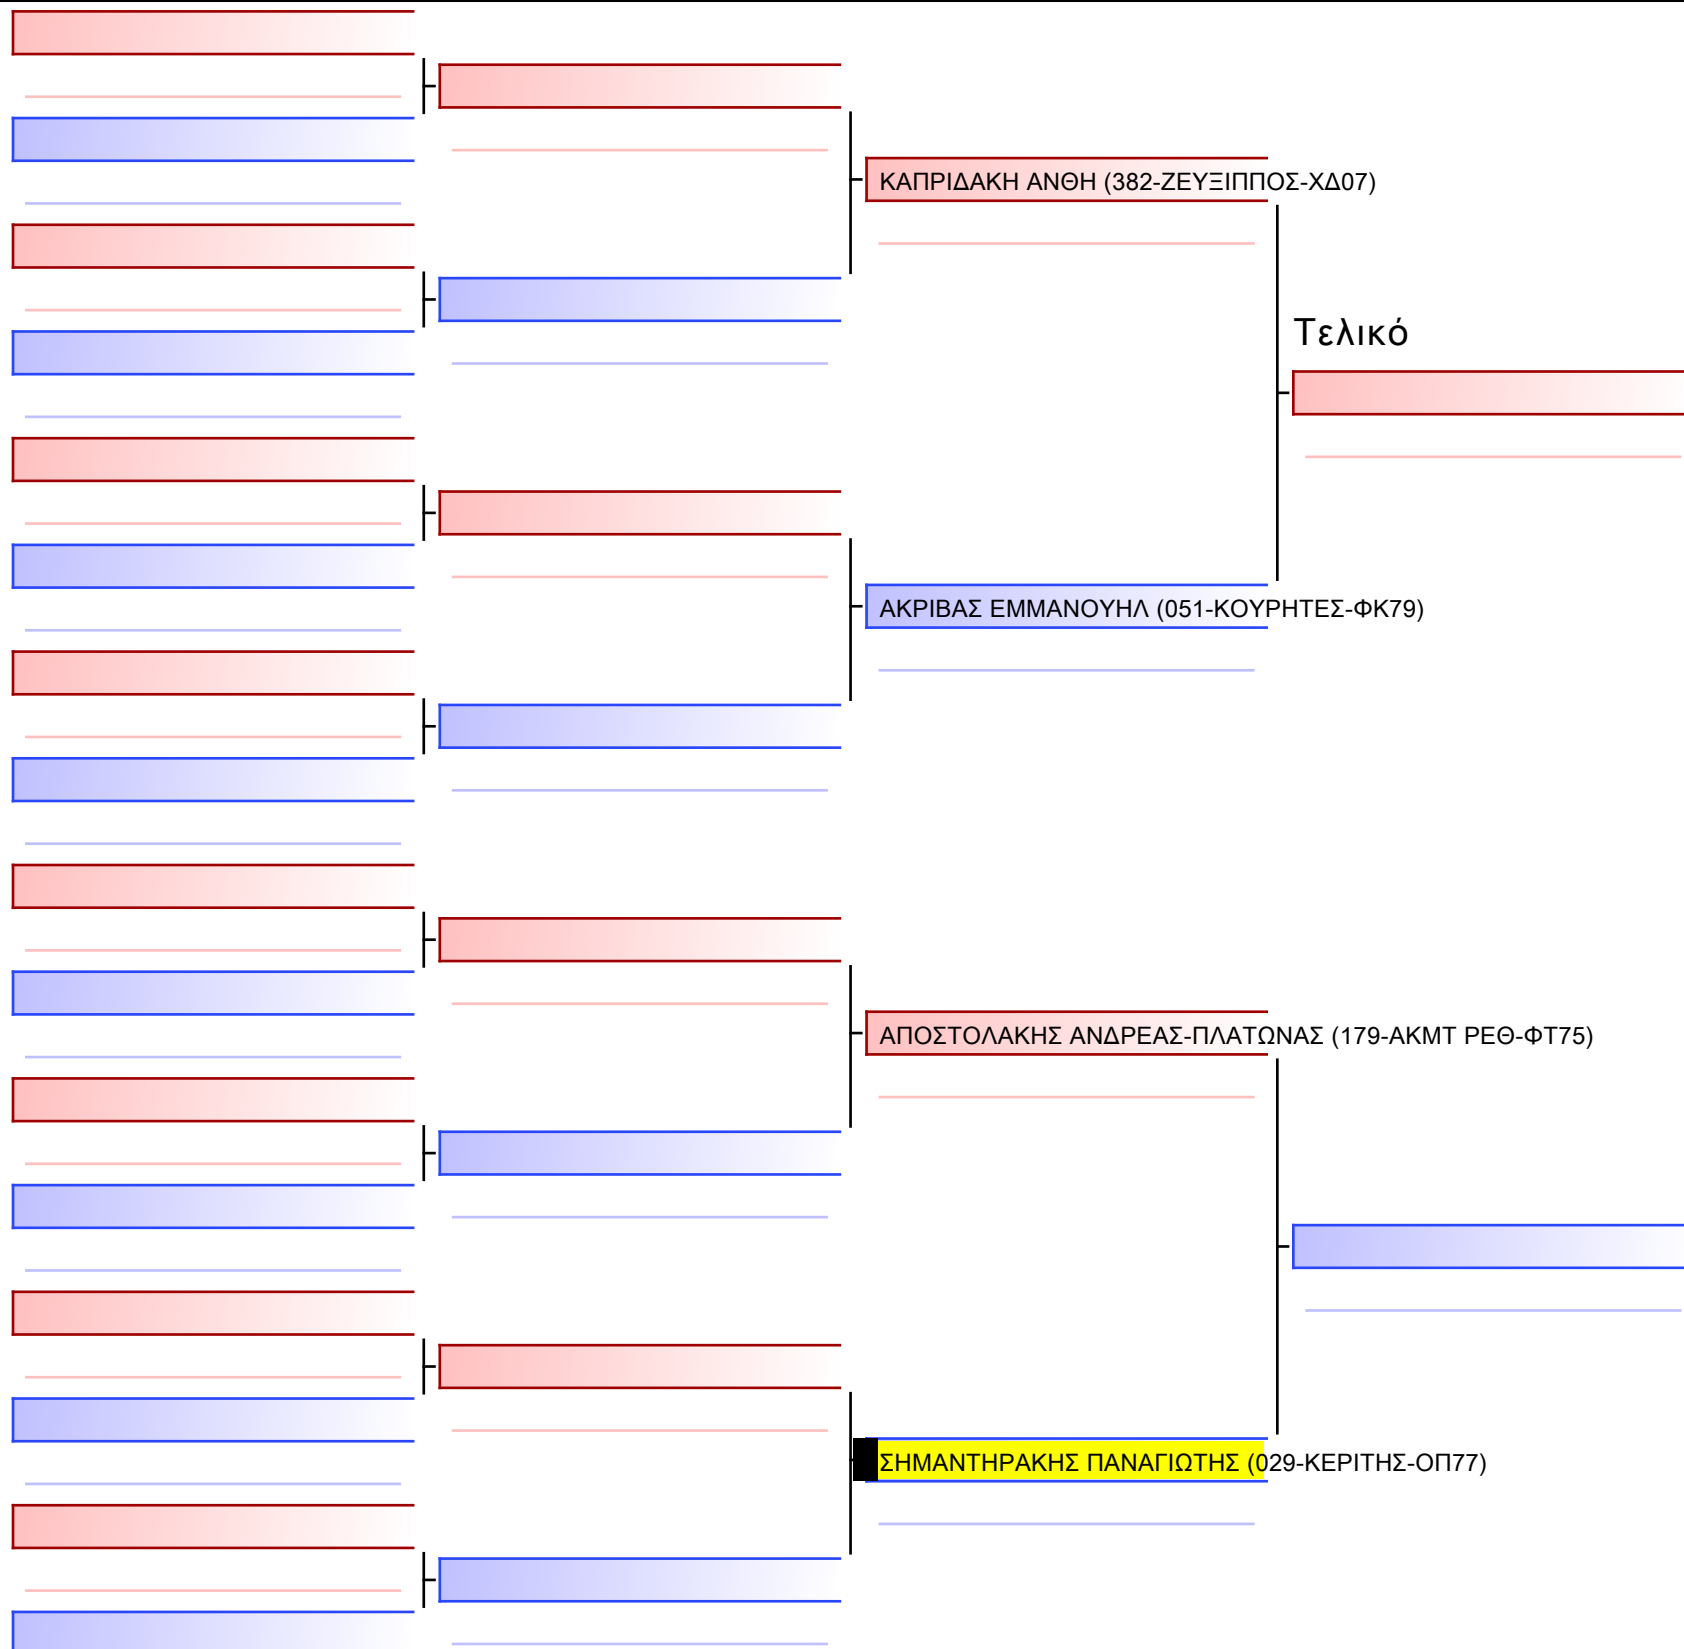 ΚΑΠΡΙΔΑΚΗ ΑΝΘΗ (382-ΖΕΥΞΙΠΠΟΣ-ΧΔ07)
Τελικό
ΑΚΡΙΒΑΣ ΕΜΜΑΝΟΥΗΛ (051-ΚΟΥΡΗΤΕΣ-ΦΚ79)
ΑΠΟΣΤΟΛΑΚΗΣ ΑΝΔΡΕΑΣ-ΠΛΑΤΩΝΑΣ (179-ΑΚΜΤ ΡΕΘ-ΦΤ75)
ΣΗΜΑΝΤΗΡΑΚΗΣ ΠΑΝΑΓΙΩΤΗΣ (029-ΚΕΡΙΤΗΣ-ΟΠ77)